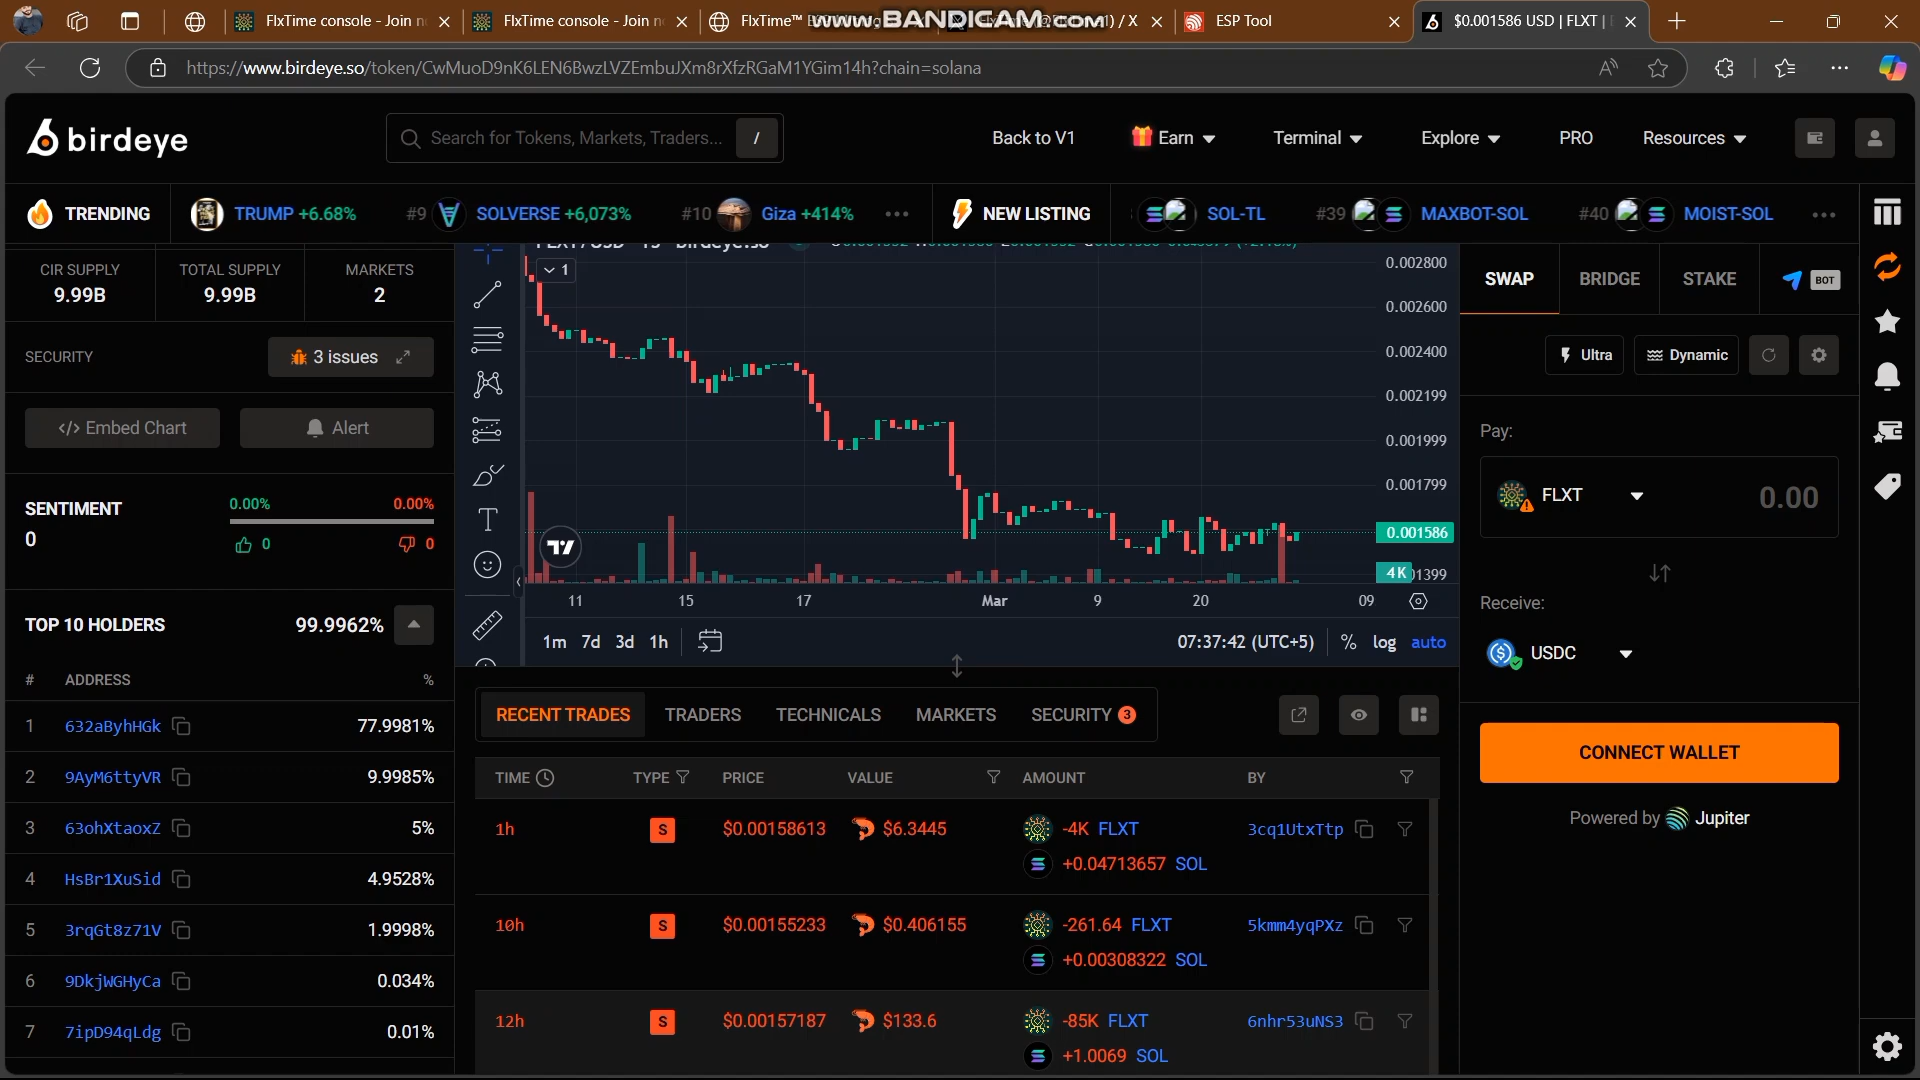 FlxTime console - Join n
FlxTime console - Join n
FlxTime™
www.BANDICAM.com
) / X
ESP Tool
$0.001586 USD | FLXT |
https://www.birdeye.so/token/CwMuoD9nK6LEN6BwzLVZEmbuJXm8rXfzRGaM1YGim14h?chain=solana
birdeye
Search for Tokens, Markets, Traders...
/
Back to V1
Earn
Terminal
Explore
PRO
Resources
TRENDING
TRUMP +6.68%
#9 SOLVERSE +6,073%
#10 Giza +414%
NEW LISTING
SOL-TL
#39 MAXBOT-SOL
#40 MOIST-SOL
CIR SUPPLY
9.99B
TOTAL SUPPLY
9.99B
MARKETS
2
SECURITY
3 issues
</> Embed Chart
Alert
SENTIMENT
0
0.00%
0.00%
0
0
TOP 10 HOLDERS
99.9962%
# ADDRESS %
1 632aByhHGk 77.9981%
2 9AyM6ttyVR 9.9985%
3 63ohXtaoxZ 5%
4 HsBr1XuSid 4.9528%
5 3rqGt8z71V 1.9998%
6 9DkjWGHyCa 0.034%
7 7ipD94qLdg 0.01%
1
0.002800
0.002600
0.002400
0.002199
0.001999
0.001799
0.001586
4K
1399
11 15 17 Mar 9 20 09
1m 7d 3d 1h
07:37:42 (UTC+5) % log auto
RECENT TRADES
TRADERS
TECHNICALS
MARKETS
SECURITY 3
TIME TYPE PRICE VALUE AMOUNT BY
1h S $0.00158613 $6.3445 -4K FLXT 3cq1UtxTtp
+0.04713657 SOL
10h S $0.00155233 $0.406155 -261.64 FLXT 5kmm4yqPXz
+0.00308322 SOL
12h S $0.00157187 $133.6 -85K FLXT 6nhr53uNS3
+1.0069 SOL
SWAP
BRIDGE
STAKE
BOT
Ultra
Dynamic
Pay:
FLXT
0.00
Receive:
USDC
CONNECT WALLET
Powered by Jupiter